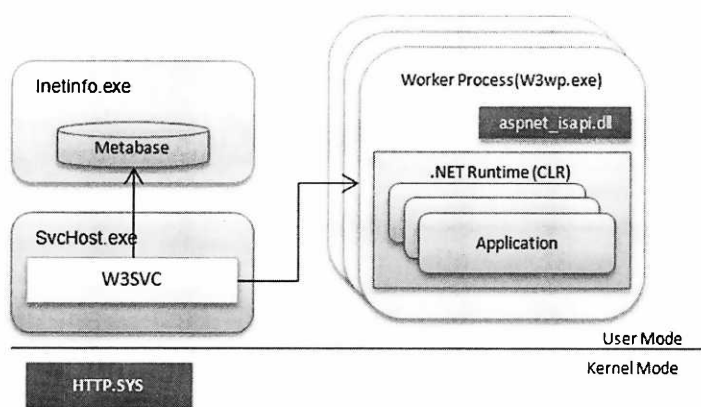 Inetinfo.exe
Metabase
SvcHost.exe
W3SVC
Worker Process(W3wp.exe)
aspnet_isapi.dll
.NET Runtime (CLR)
Application
User Mode
Kernel Mode
HTTP.SYS